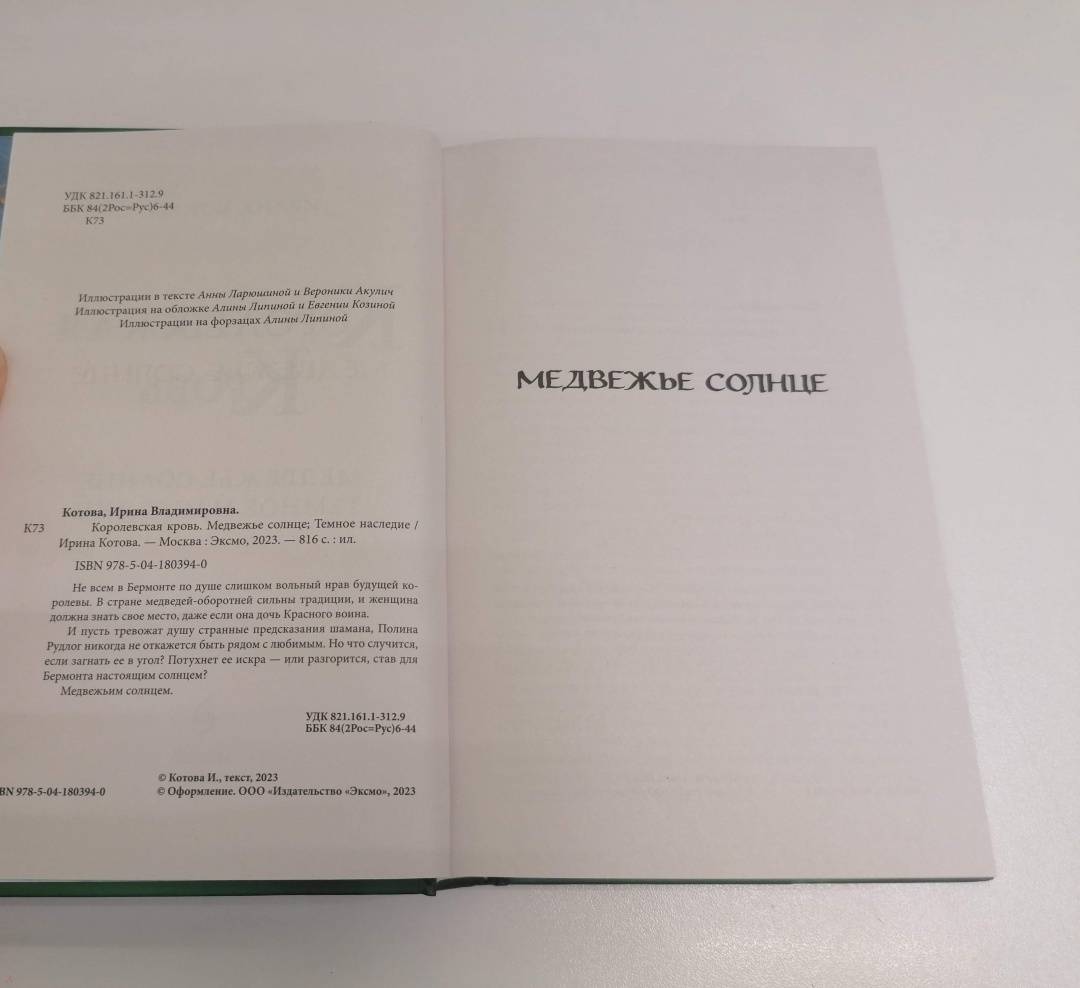 УДК 821.161.1-312.9
ББК 84(2Рос=Рус)6-44
К73
Иллюстрации в тексте Анны Ларюшиной и Вероники Акулич
Иллюстрация на обложке Алины Липиной и Евгении Козиной
Иллюстрации на форзацах Алины Липиной
Котова, Ирина Владимировна.
К73 Королевская кровь. Медвежье солнце; Темное наследие /
Ирина Котова. — Москва : Эксмо, 2023. — 816 с. : ил.
ISBN 978-5-04-180394-0
Не всем в Бермонте по душе слишком вольный нрав будущей ко-
ролевы. В стране медведей-оборотней сильны традиции, и женщина
должна знать свое место, даже если она дочь Красного воина.
И пусть тревожат душу странные предсказания шамана, Полина
Рудлог никогда не откажется быть рядом с любимым. Но что случится,
если загнать ее в угол? Потухнет ее искра — или разгорится, став для
Бермонта настоящим солнцем?
Медвежьим солнцем.
УДК 821.161.1-312.9
ББК 84(2Рос=Рус)6-44
© Котова И., текст, 2023
BN 978-5-04-180394-0 © Оформление. ООО «Издательство «Эксмо», 2023
МЕДВЕЖЬЕ СОЛНЦЕ